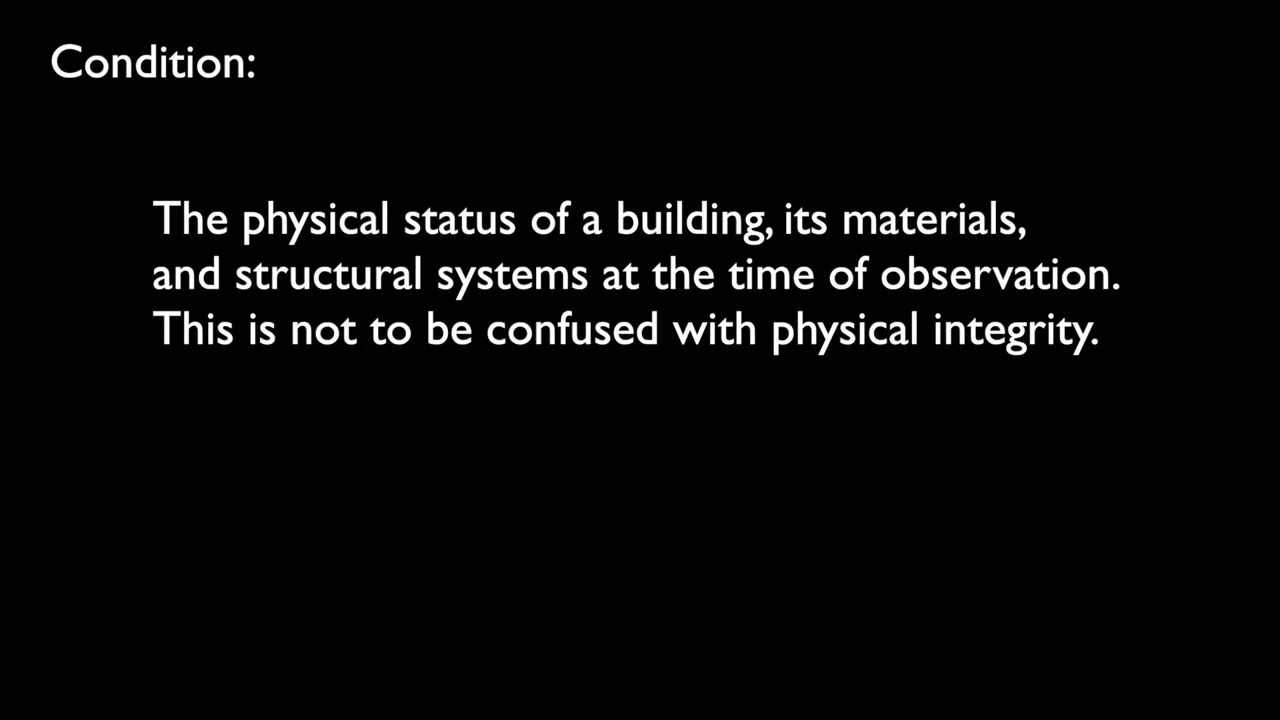 Condition:
The physical status of a building, its materials,
and structural systems at the time of observation.
This is not to be confused with physical integrity.